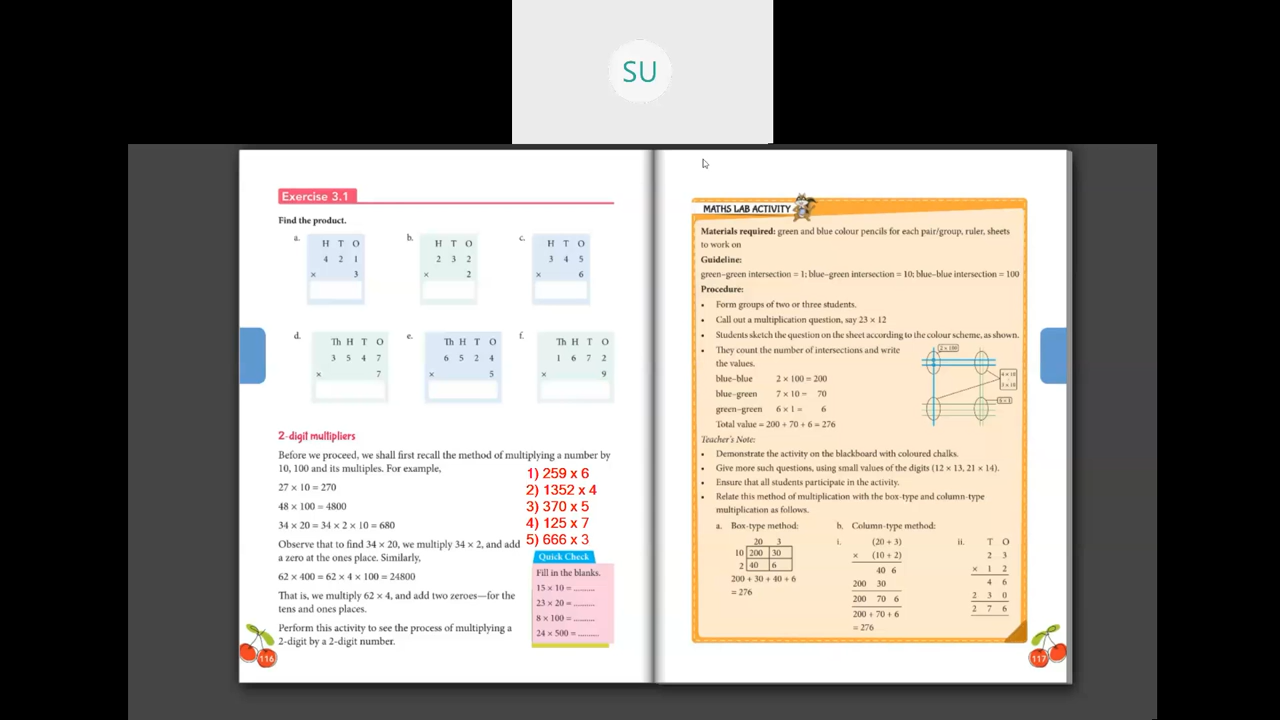 SU
Exercise 3.1
Find the product.
a.
H T O
4 2 1
× 3
b.
H T O
2 3 2
× 2
c.
H T O
3 4 5
× 6
d.
Th H T O
3 5 4 7
× 7
e.
Th H T O
6 5 2 4
× 5
f.
Th H T O
1 6 7 2
× 9
2-digit multipliers
Before we proceed, we shall first recall the method of multiplying a number by
10, 100 and its multiples. For example,
27 × 10 = 270
48 × 100 = 4800
34 × 20 = 34 × 2 × 10 = 680
Observe that to find 34 × 20, we multiply 34 × 2, and add
a zero at the ones place. Similarly,
62 × 400 = 62 × 4 × 100 = 24800
That is, we multiply 62 × 4, and add two zeroes—for the
tens and ones places.
Perform this activity to see the process of multiplying a
2-digit by a 2-digit number.
1) 259 x 6
2) 1352 x 4
3) 370 x 5
4) 125 x 7
5) 666 x 3
Quick Check
Fill in the blanks.
15 × 10 = ..........
23 × 20 = ..........
8 × 100 = ..........
24 × 500 = ..........
116
MATHS LAB ACTIVITY
Materials required: green and blue colour pencils for each pair/group, ruler, sheets
to work on
Guideline:
green–green intersection = 1; blue–green intersection = 10; blue–blue intersection = 100
Procedure:
• Form groups of two or three students.
• Call out a multiplication question, say 23 × 12
• Students sketch the question on the sheet according to the colour scheme, as shown.
• They count the number of intersections and write
the values.
blue–blue 2 × 100 = 200
blue–green 7 × 10 = 70
green–green 6 × 1 = 6
Total value = 200 + 70 + 6 = 276
2 × 100
4 × 10
+
3 × 10
6 × 1
Teacher's Note:
• Demonstrate the activity on the blackboard with coloured chalks.
• Give more such questions, using small values of the digits (12 × 13, 21 × 14).
• Ensure that all students participate in the activity.
• Relate this method of multiplication with the box-type and column-type
multiplication as follows.
a. Box-type method:
20 3
10 200 30
2 40 6
200 + 30 + 40 + 6
= 276
b. Column-type method:
i.
(20 + 3)
× (10 + 2)
40 6
200 30
200 70 6
200 + 70 + 6
= 276
ii.
T O
2 3
× 1 2
4 6
2 3 0
2 7 6
117